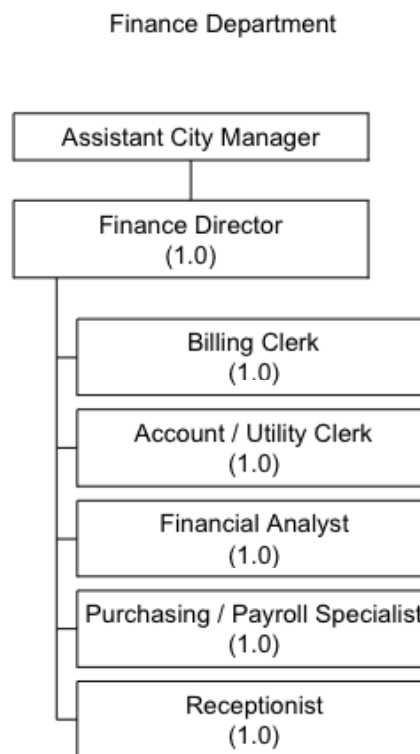 Finance Department
Assistant City Manager
Finance Director
(1.0)
Billing Clerk
(1.0)
Account / Utility Clerk
(1.0)
Financial Analyst
(1.0)
Purchasing / Payroll Specialist
(1.0)
Receptionist
(1.0)